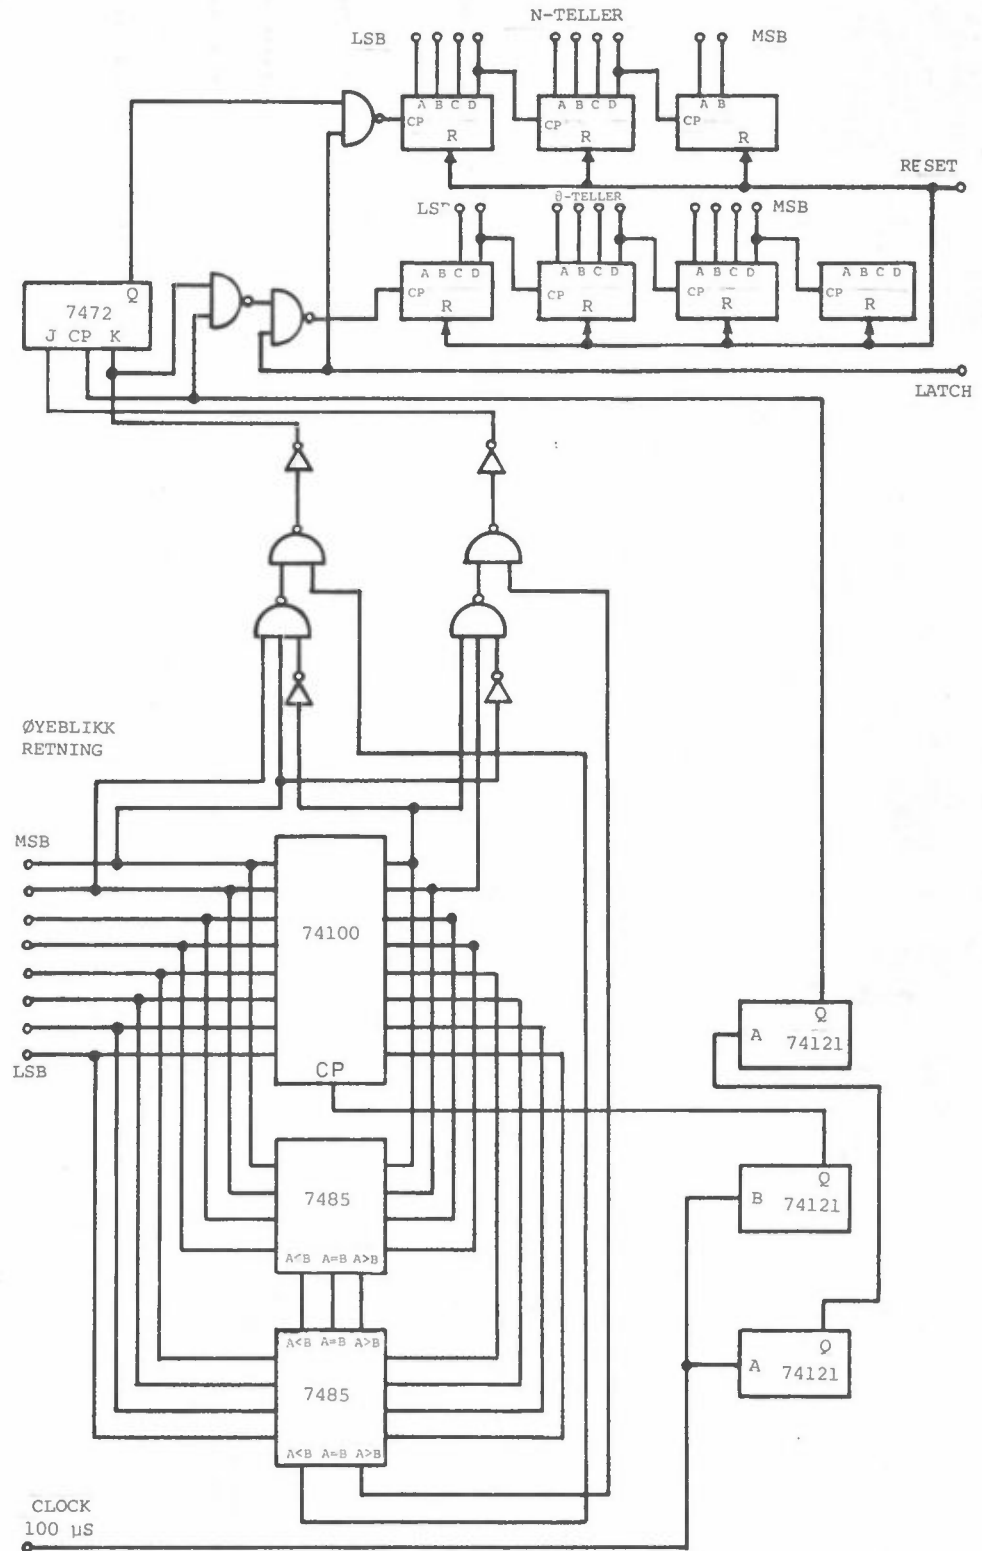 N-TELLER
LSB MSB
A B C D A B C D A B
CP CP CP
R R R
RESET
θ-TELLER
MSB
A B C D A B C D A B C D A B C D
CP CP CP CP
R R R R
Q
7472
J CP K
LATCH
ØYEBLIKK
RETNING
MSB
74100
LSB
CP
Q
A 74121
Q
B 74121
7485
A<B A=B A>B
A<B A=B A>B
7485
A<B A=B A>B
Q
A 74121
CLOCK
100 µS